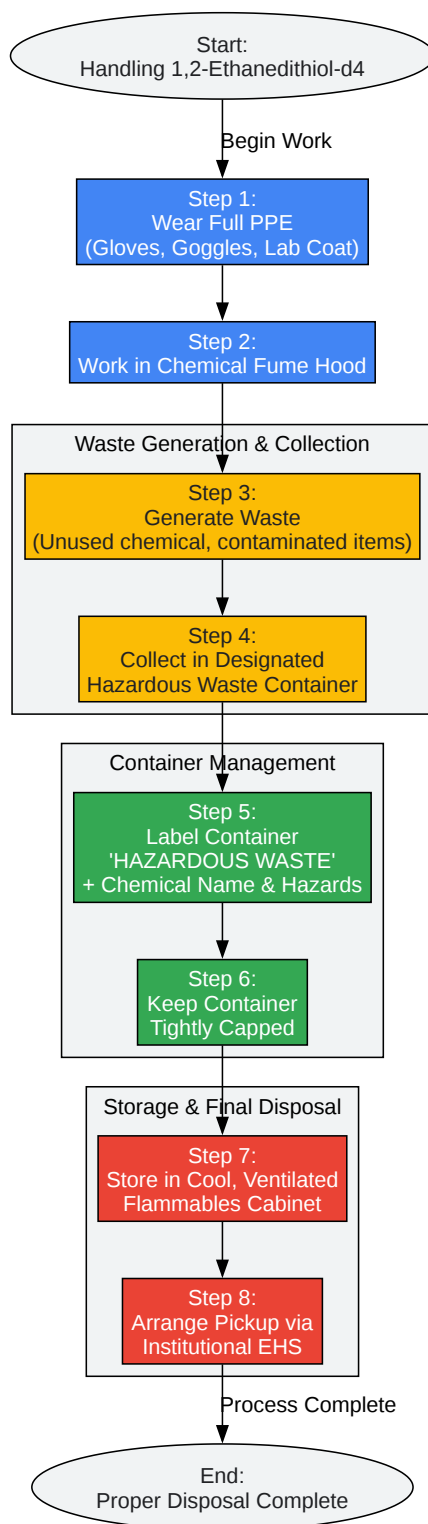 Start:
Handling 1,2-Ethanedithiol-d4
Begin Work
Step 1:
Wear Full PPE
(Gloves, Goggles, Lab Coat)
Step 2:
Work in Chemical Fume Hood
Waste Generation & Collection
Step 3:
Generate Waste
(Unused chemical, contaminated items)
Step 4:
Collect in Designated
Hazardous Waste Container
Container Management
Step 5:
Label Container
'HAZARDOUS WASTE'
+ Chemical Name & Hazards
Step 6:
Keep Container
Tightly Capped
Storage & Final Disposal
Step 7:
Store in Cool, Ventilated
Flammables Cabinet
Step 8:
Arrange Pickup via
Institutional EHS
Process Complete
End:
Proper Disposal Complete